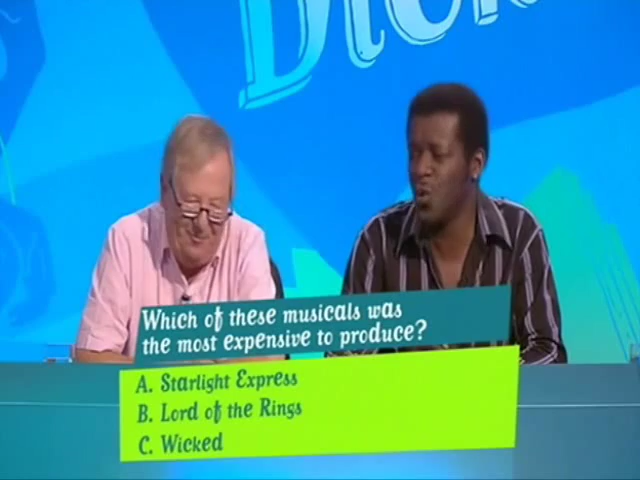 Which of these musicals was
the most expensive to produce?
A. Starlight Express
B. Lord of the Rings
C. Wicked